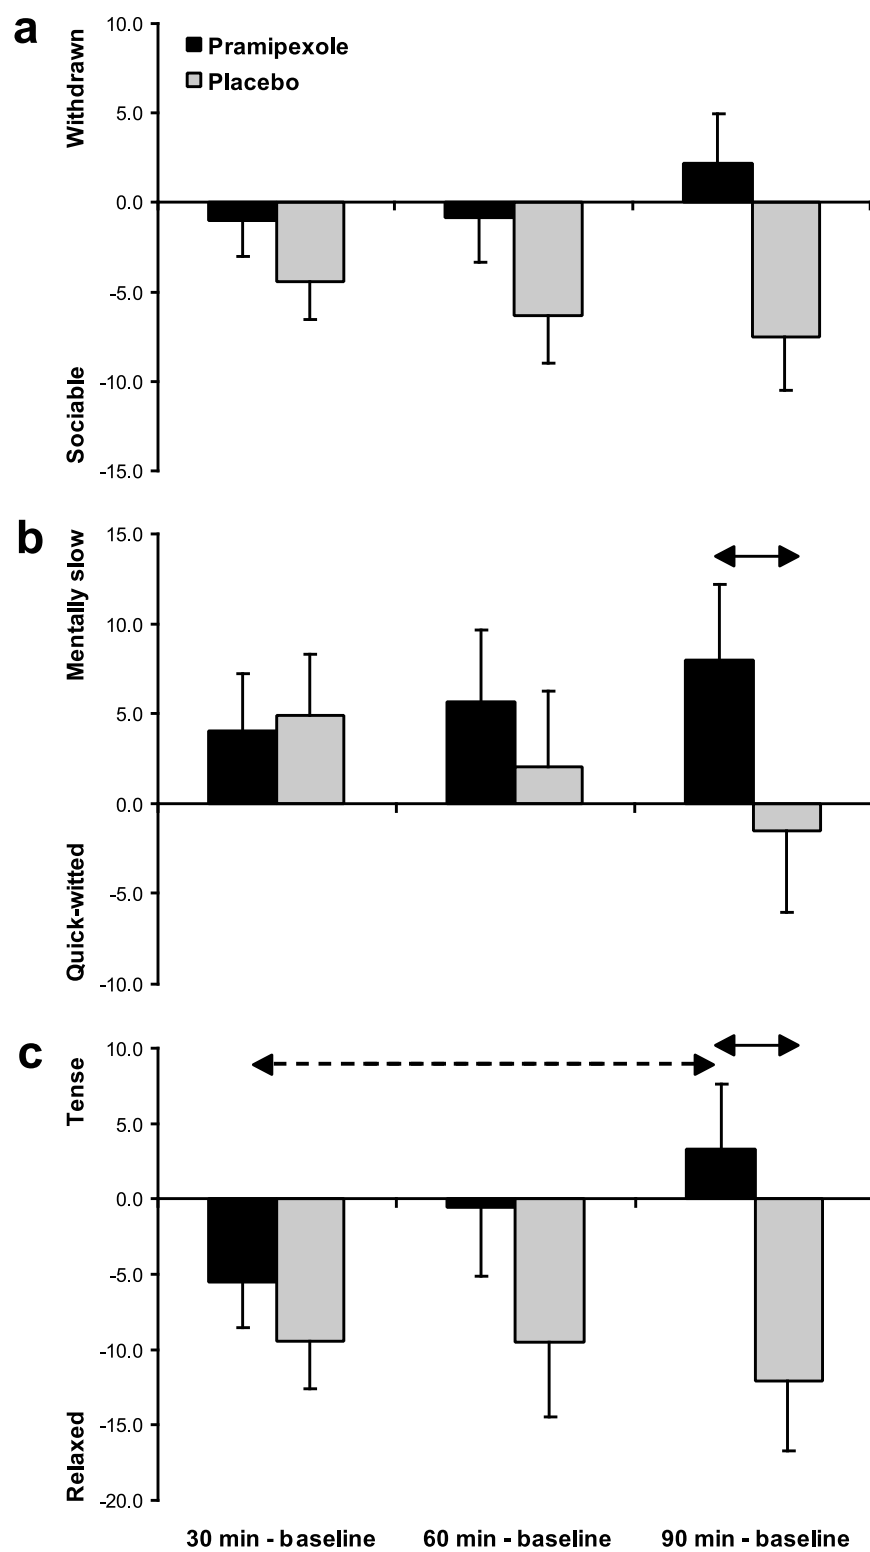 a
Withdrawn
Sociable
10.0
5.0
0.0
-5.0
-10.0
-15.0
Pramipexole
Placebo
b
Mentally slow
Quick-witted
15.0
10.0
5.0
0.0
-5.0
-10.0
c
Tense
Relaxed
10.0
5.0
0.0
-5.0
-10.0
-15.0
-20.0
30 min - baseline 60 min - baseline 90 min - baseline